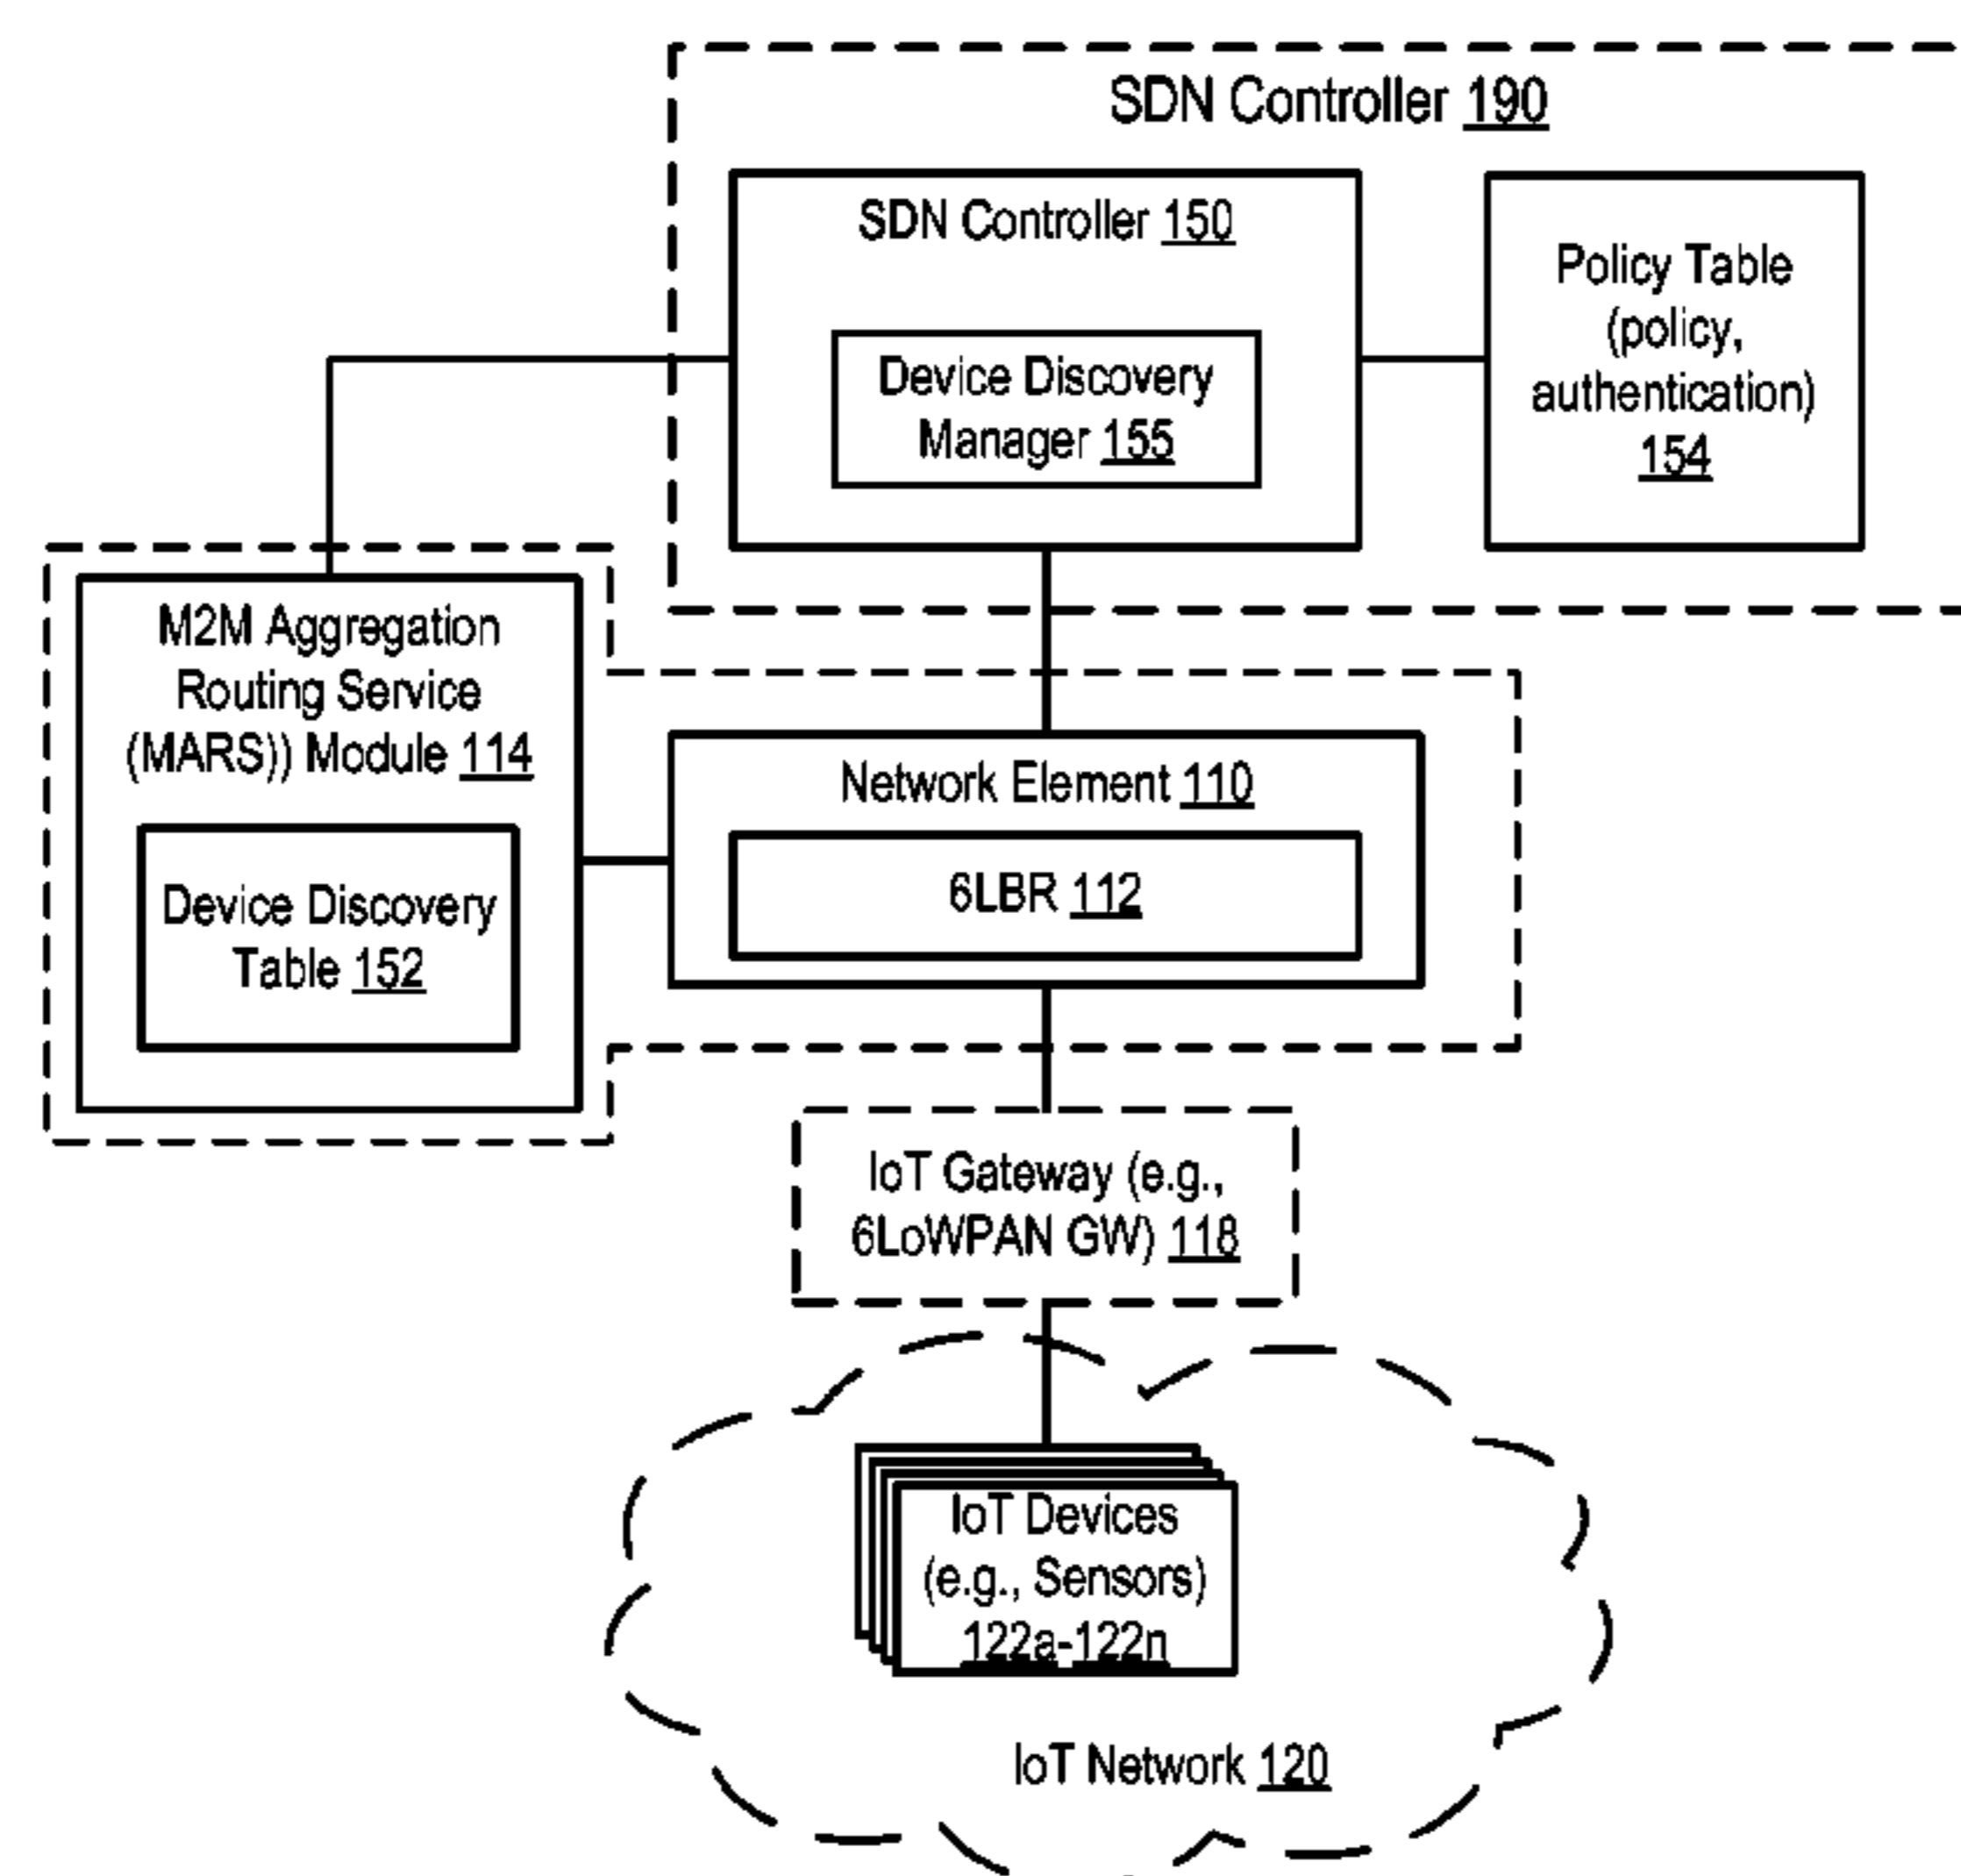 SDN Controller 190
SDN Controller 150
Device Discovery
Manager 155
Policy Table
(policy,
authentication)
154
M2M Aggregation
Routing Service
(MARS)) Module 114
Device Discovery
Table 152
Network Element 110
6LBR 112
IoT Gateway (e.g.,
6LoWPAN GW) 118
IoT Devices
(e.g., Sensors)
122a-122n
IoT Network 120